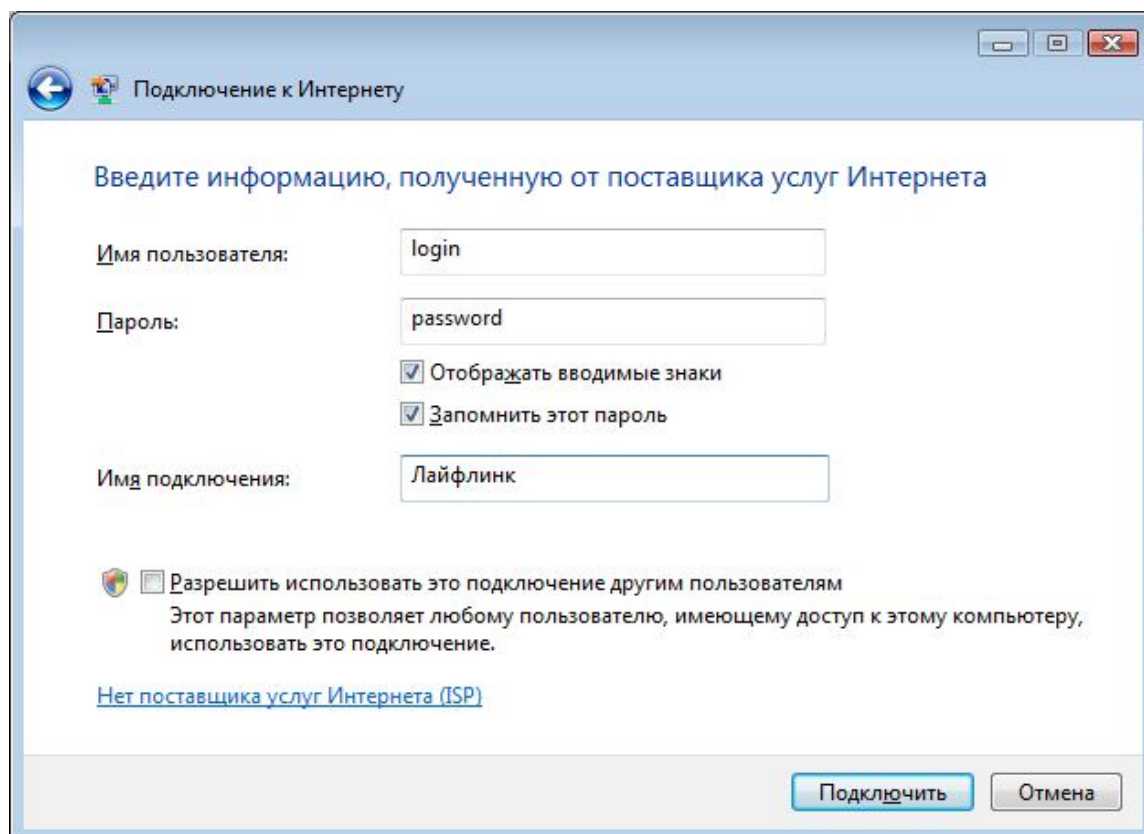 Подключение к Интернету
Введите информацию, полученную от поставщика услуг Интернета
Имя пользователя:
login
Пароль:
password
Отображать вводимые знаки
Запомнить этот пароль
Имя подключения:
Лайфлинк
Разрешить использовать это подключение другим пользователям
Этот параметр позволяет любому пользователю, имеющему доступ к этому компьютеру,
использовать это подключение.
Нет поставщика услуг Интернета (ISP)
Подключить
Отмена